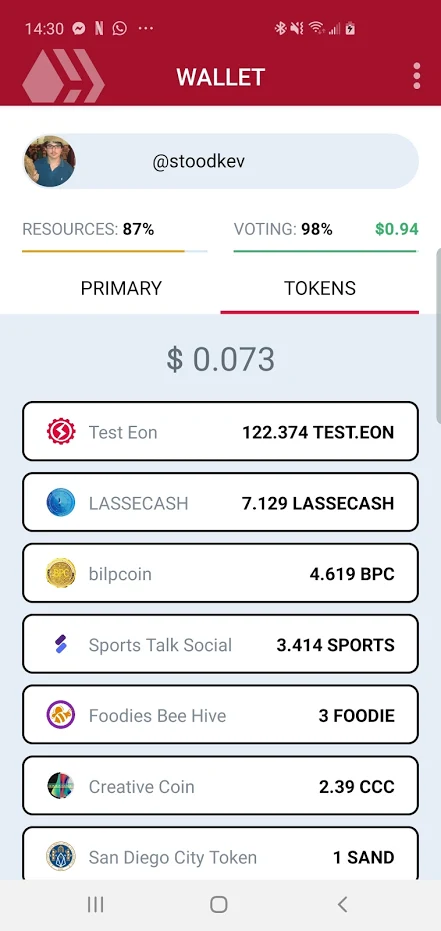 14:30
WALLET
@stoodkev
RESOURCES: 87% VOTING: 98% $0.94
PRIMARY TOKENS
$ 0.073
Test Eon 122.374 TEST.EON
LASSECASH 7.129 LASSECASH
BPC bilpcoin 4.619 BPC
Sports Talk Social 3.414 SPORTS
Foodies Bee Hive 3 FOODIE
Creative Coin 2.39 CCC
San Diego City Token 1 SAND